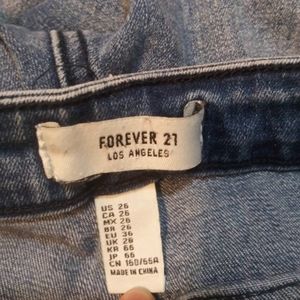 FOREVER 21
LOS ANGELES
US 26
CA 26
MX 26
BR 26
EU 36
UK 26
KR 66
JP 66
CN 160/66A
MADE IN CHINA